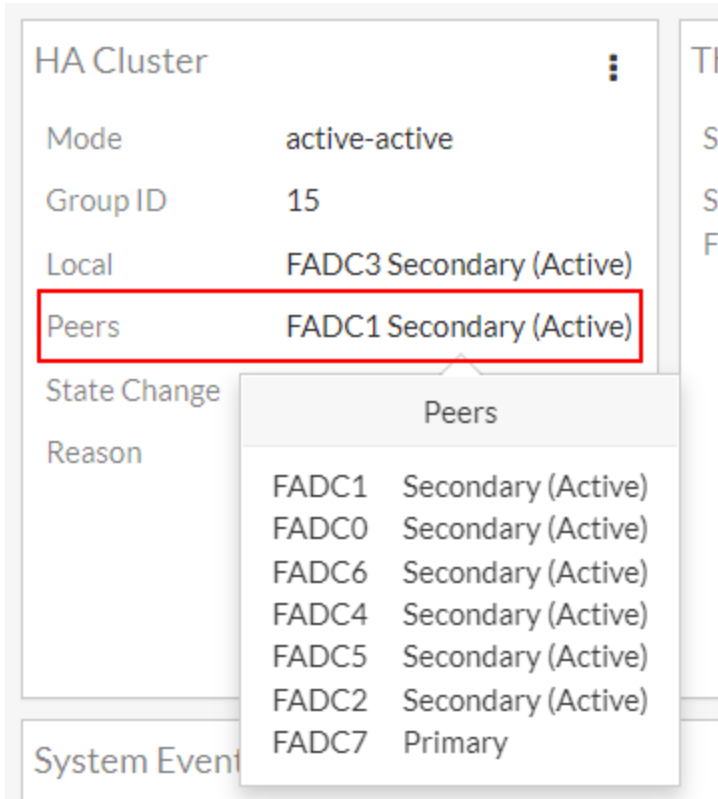 HA Cluster
Mode active-active
Group ID 15
Local FADC3 Secondary (Active)
Peers FADC1 Secondary (Active)
State Change
Reason
Peers
FADC1 Secondary (Active)
FADC0 Secondary (Active)
FADC6 Secondary (Active)
FADC4 Secondary (Active)
FADC5 Secondary (Active)
FADC2 Secondary (Active)
FADC7 Primary
System Event